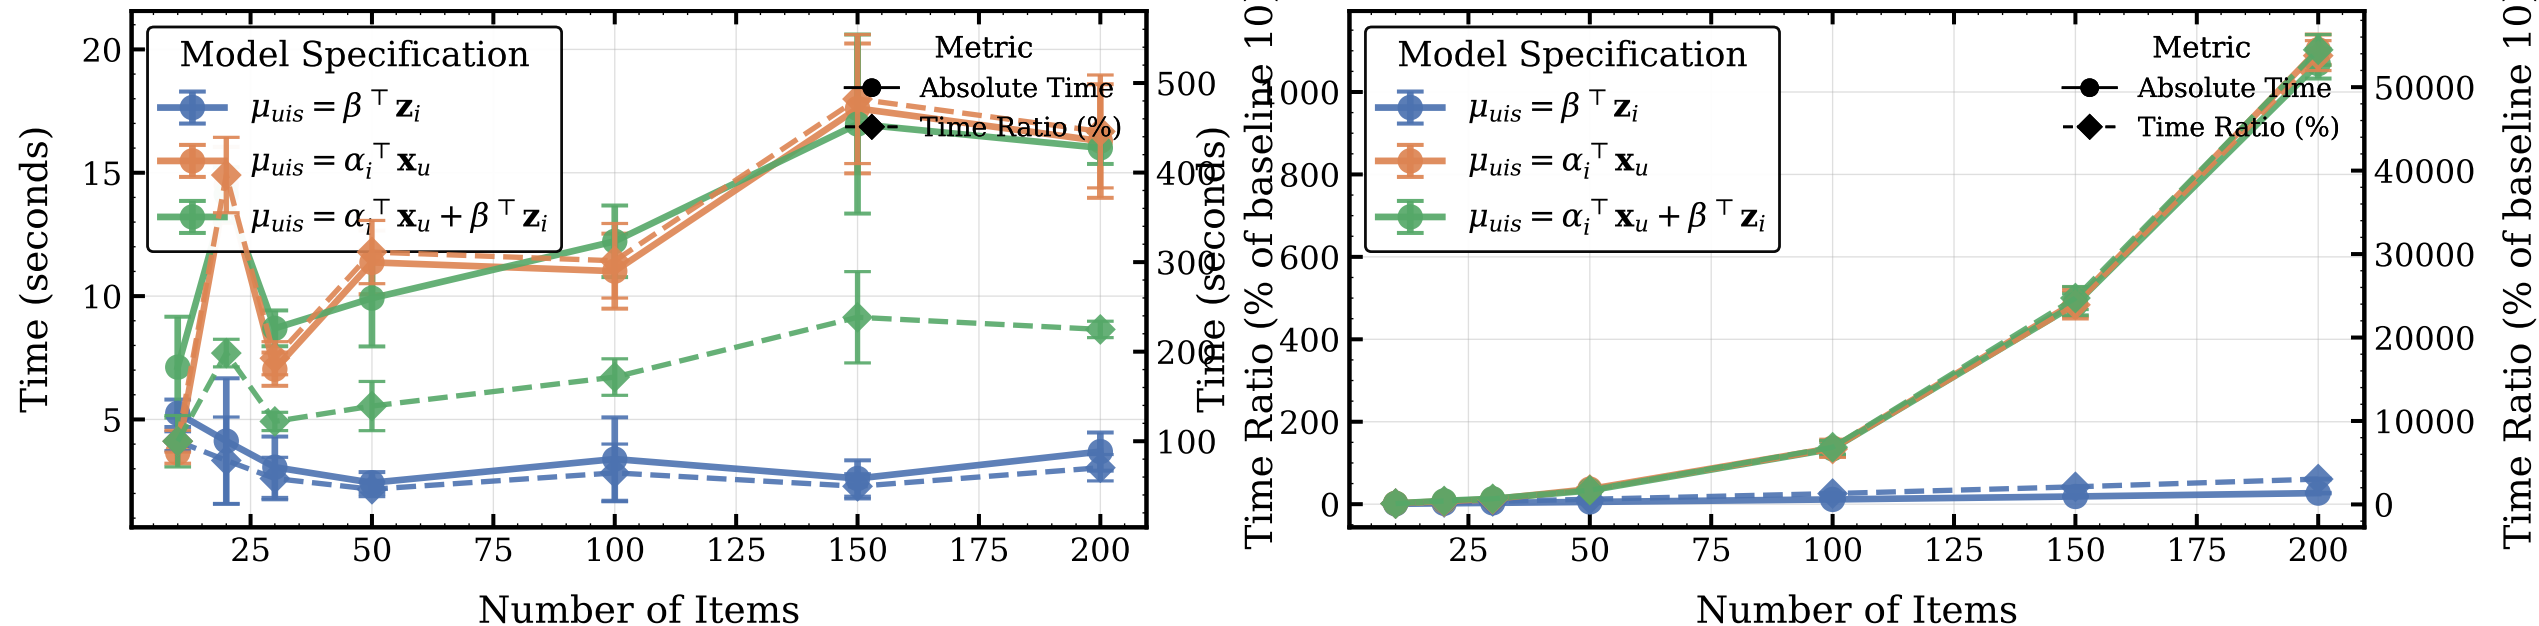 Model Specification
μuis = β⊤zi
μuis = αi⊤xu
μuis = αi⊤xu + β⊤zi
Metric
Absolute Time
Time Ratio (%)
Time (seconds)
20
15
10
5
500
400
300
200
100
Time Ratio (% of baseline 10
25 50 75 100 125 150 175 200
Number of Items
Model Specification
μuis = β⊤zi
μuis = αi⊤xu
μuis = αi⊤xu + β⊤zi
Metric
Absolute Time
Time Ratio (%)
Time (seconds)
1000
800
600
400
200
0
50000
40000
30000
20000
10000
0
Time Ratio (% of baseline 10
25 50 75 100 125 150 175 200
Number of Items